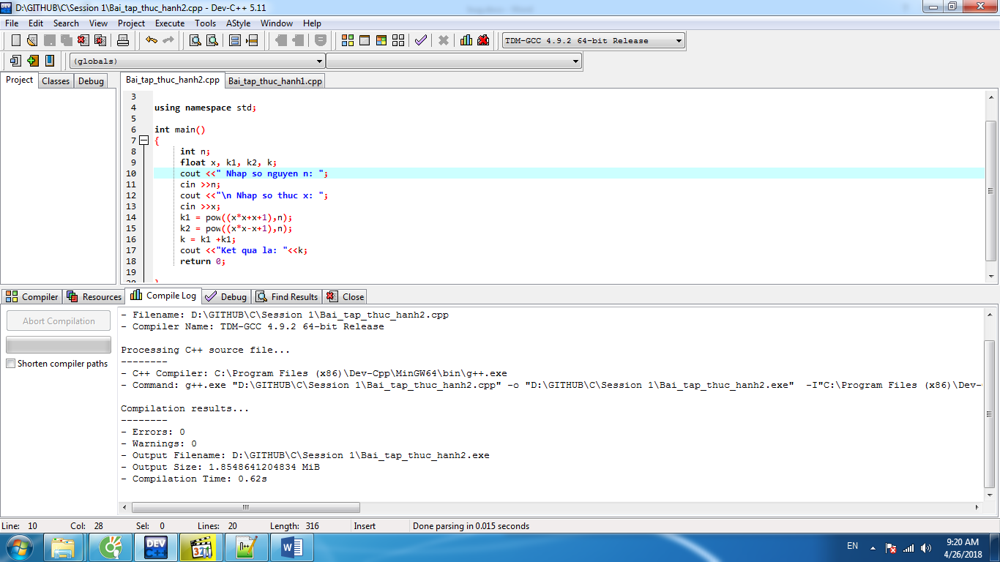 D:\GITHUB\C\Session 1\Bai_tap_thuc_hanh2.cpp - Dev-C++ 5.11
File Edit Search View Project Execute Tools AStyle Window Help
TDM-GCC 4.9.2 64-bit Release
(globals)
Project Classes Debug
Bai_tap_thuc_hanh2.cpp Bai_tap_thuc_hanh1.cpp
3
4 using namespace std;
5
6 int main()
7 {
8 int n;
9 float x, k1, k2, k;
10 cout <<" Nhap so nguyen n: ";
11 cin >>n;
12 cout <<"\n Nhap so thuc x: ";
13 cin >>x;
14 k1 = pow((x*x+x+1),n);
15 k2 = pow((x*x-x+1),n);
16 k = k1 +k1;
17 cout <<"Ket qua la: "<<k;
18 return 0;
19
20 }
Compiler Resources Compile Log Debug Find Results Close
Abort Compilation
Shorten compiler paths
- Filename: D:\GITHUB\C\Session 1\Bai_tap_thuc_hanh2.cpp
- Compiler Name: TDM-GCC 4.9.2 64-bit Release
Processing C++ source file...
--------
- C++ Compiler: C:\Program Files (x86)\Dev-Cpp\MinGW64\bin\g++.exe
- Command: g++.exe "D:\GITHUB\C\Session 1\Bai_tap_thuc_hanh2.cpp" -o "D:\GITHUB\C\Session 1\Bai_tap_thuc_hanh2.exe" -I"C:\Program Files (x86)\Dev-
Compilation results...
--------
- Errors: 0
- Warnings: 0
- Output Filename: D:\GITHUB\C\Session 1\Bai_tap_thuc_hanh2.exe
- Output Size: 1.8548641204834 MiB
- Compilation Time: 0.62s
Line: 10 Col: 28 Sel: 0 Lines: 20 Length: 316 Insert Done parsing in 0.015 seconds
DEV C++
321
EN
9:20 AM
4/26/2018